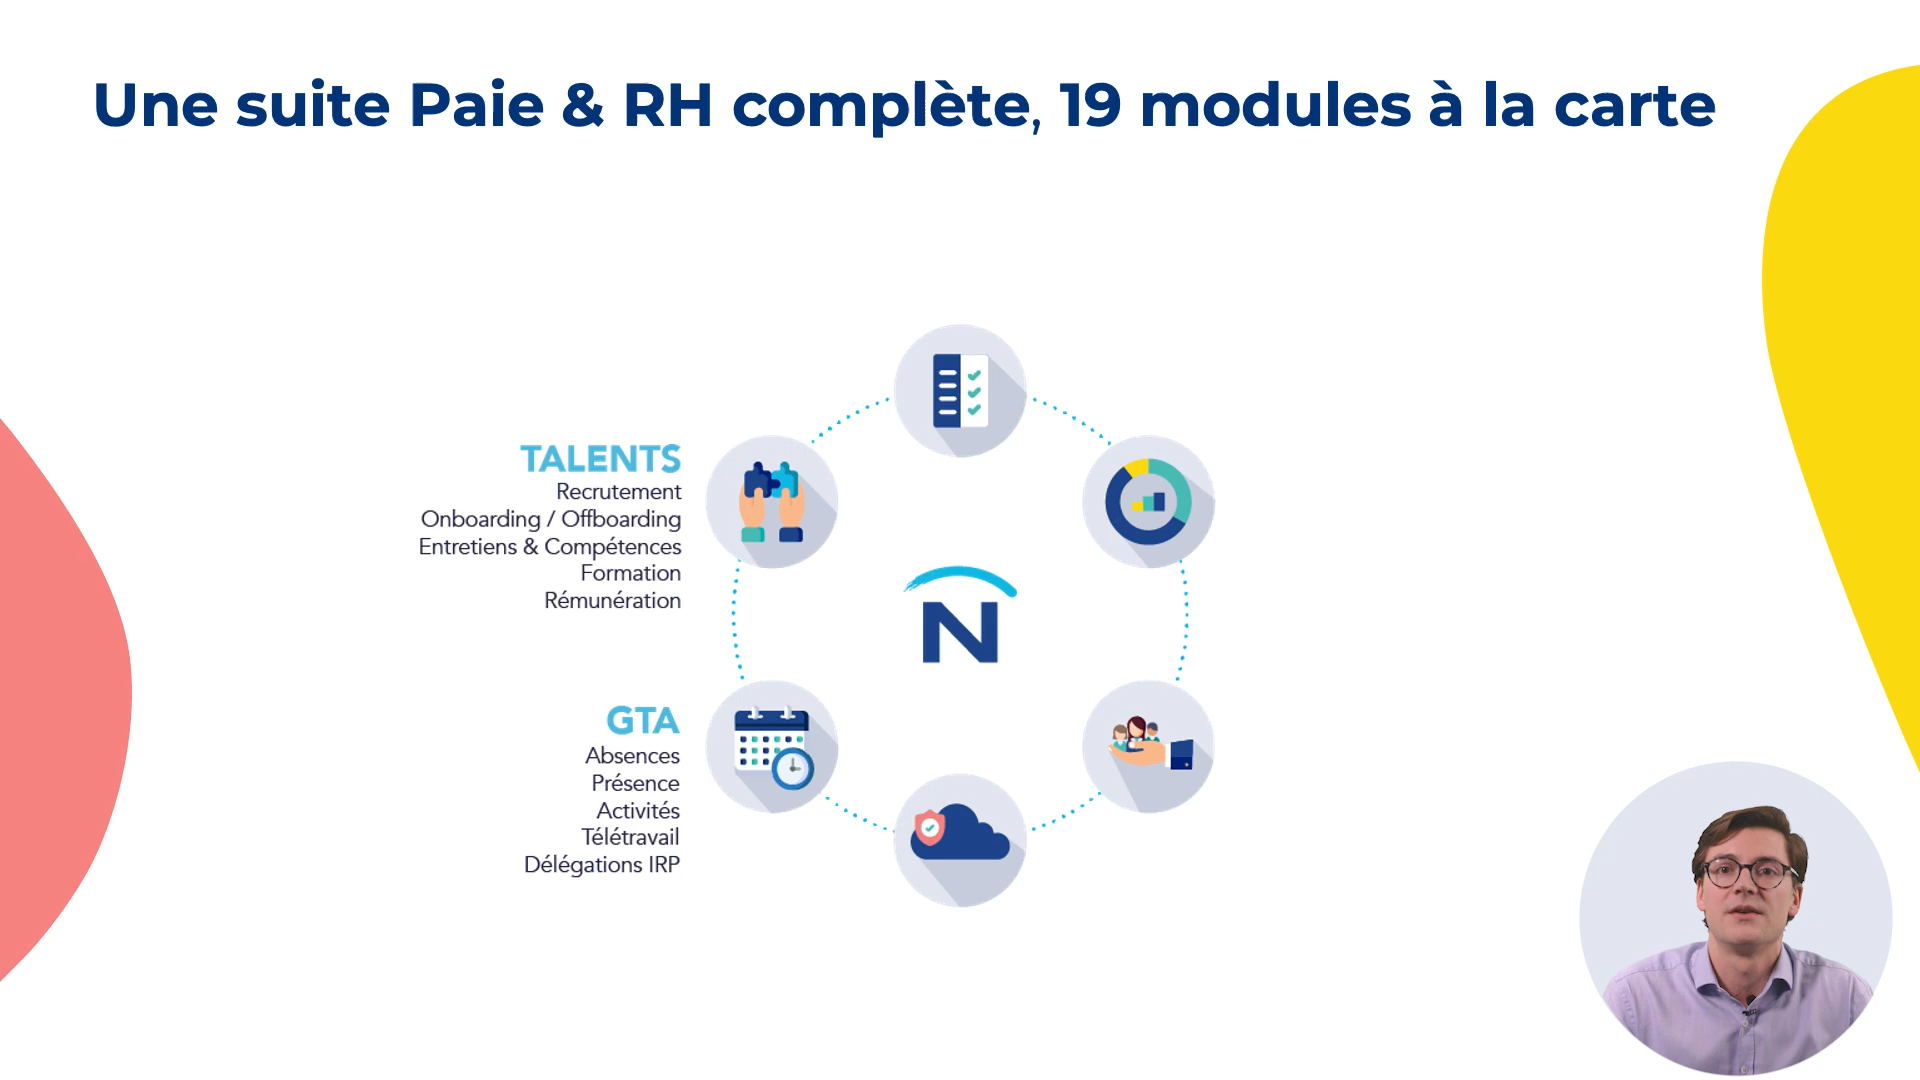 Une suite Paie & RH complète, 19 modules à la carte
TALENTS
Recrutement
Onboarding / Offboarding
Entretiens & Compétences
Formation
Rémunération
N
GTA
Absences
Présence
Activités
Télétravail
Délégations IRP